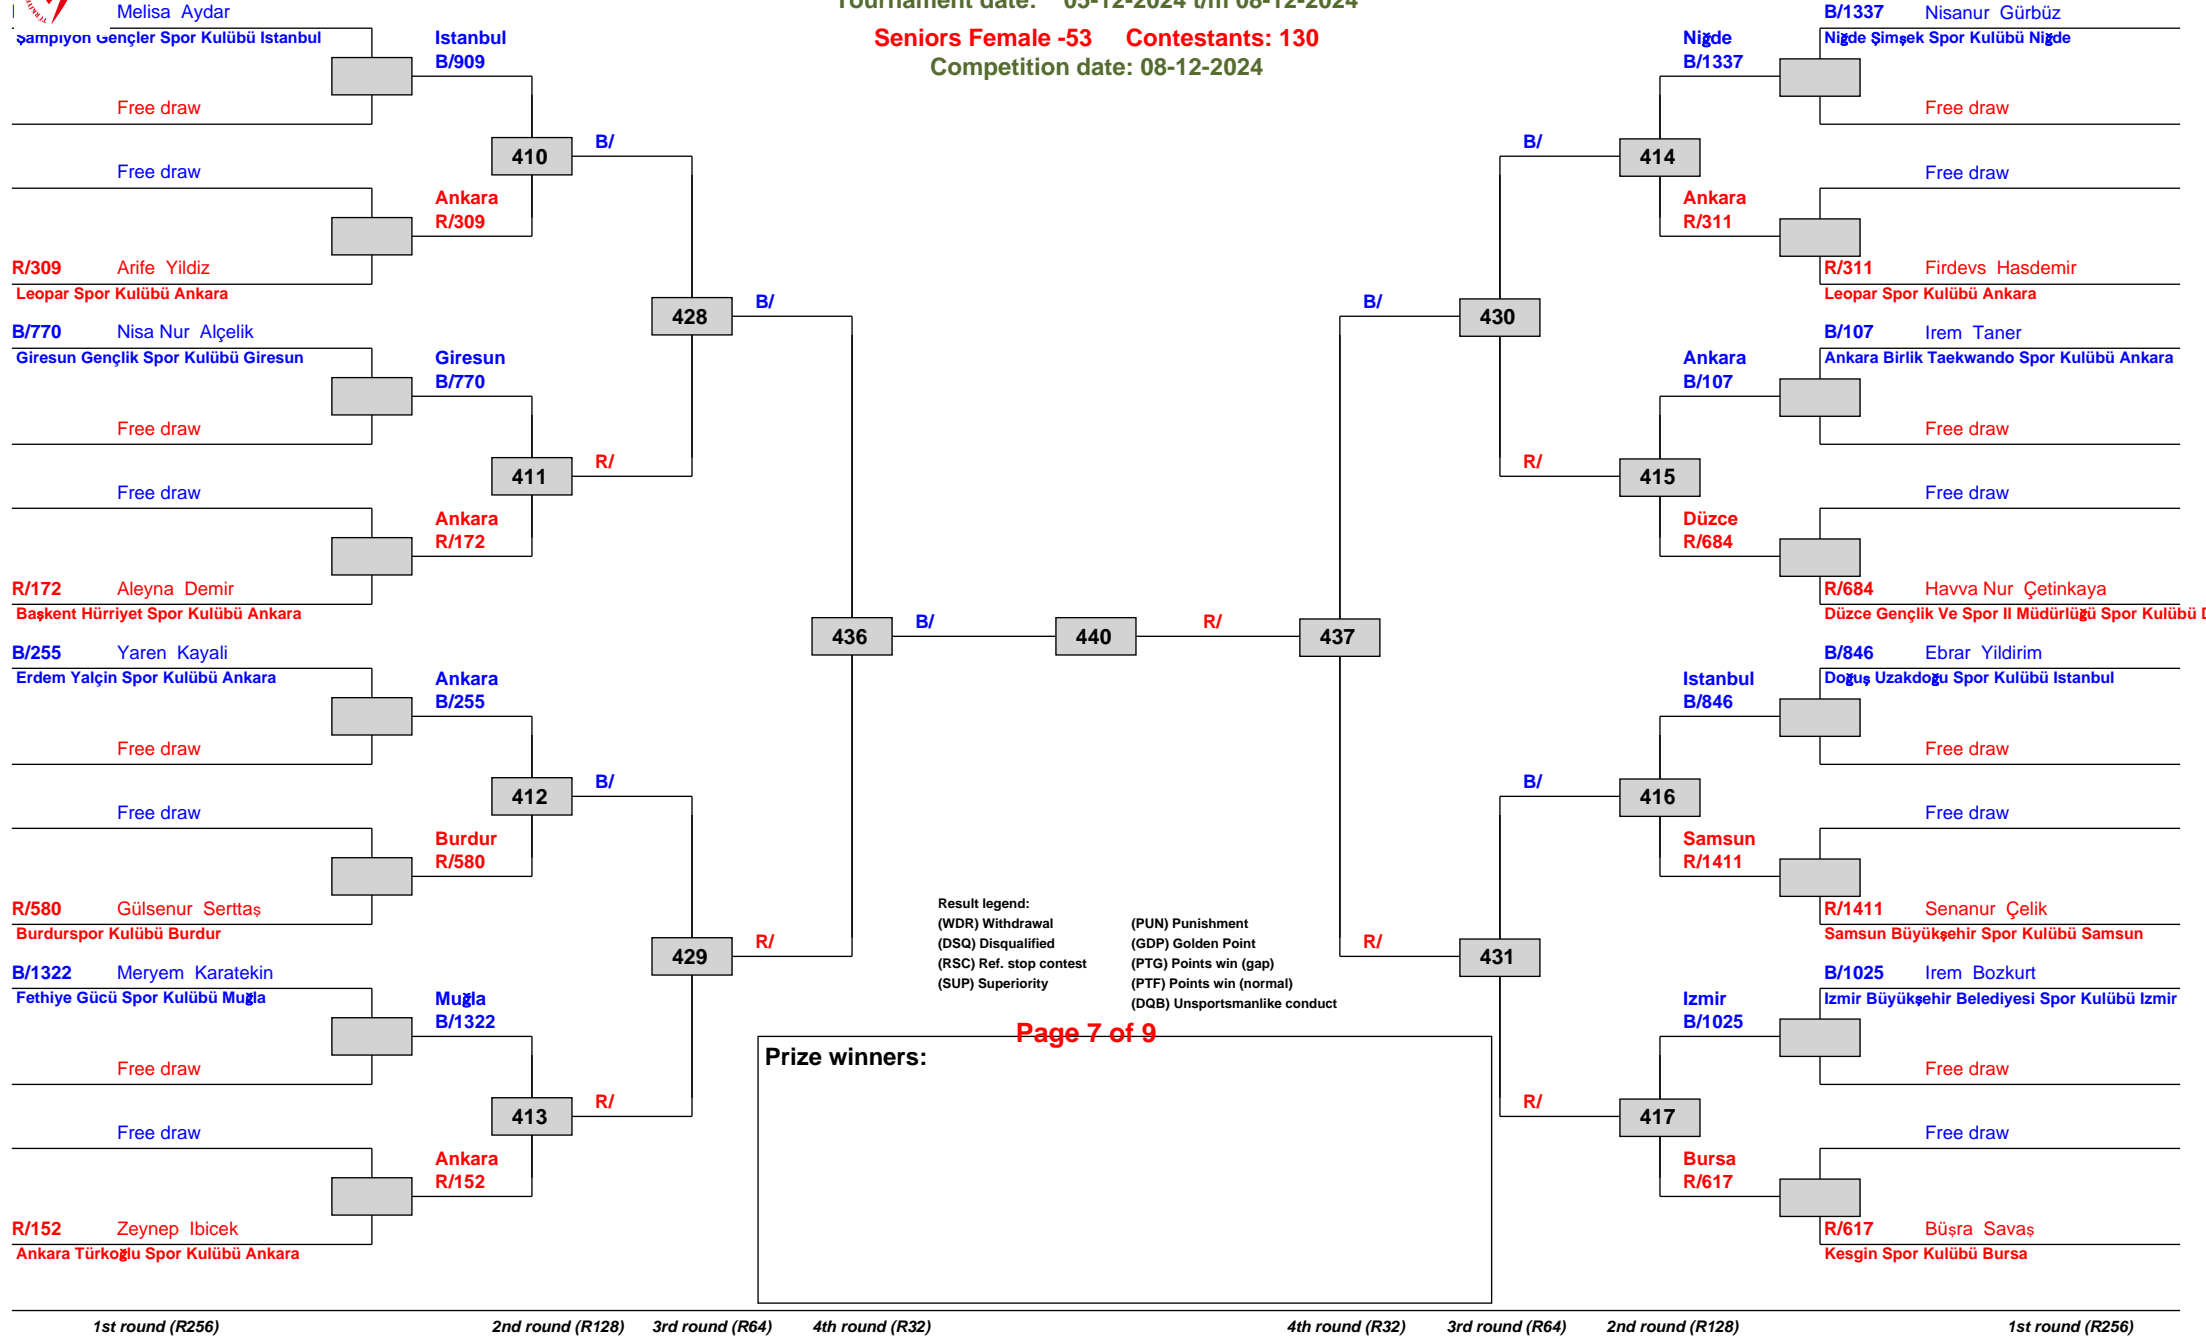 Tournament date: 05-12-2024 t/m 08-12-2024
Seniors Female -53 Contestants: 130
Competition date: 08-12-2024
Melisa Aydar
Şampiyon Gençler Spor Kulübü Istanbul
Istanbul
B/909
Free draw
410
B/
Free draw
Ankara
R/309
R/309 Arife Yildiz
Leopar Spor Kulübü Ankara
428
B/
B/770 Nisa Nur Alçelik
Giresun Gençlik Spor Kulübü Giresun
Giresun
B/770
Free draw
411
R/
Free draw
Ankara
R/172
R/172 Aleyna Demir
Başkent Hürriyet Spor Kulübü Ankara
436
B/
B/255 Yaren Kayali
Erdem Yalçin Spor Kulübü Ankara
Ankara
B/255
Free draw
412
B/
Free draw
Burdur
R/580
R/580 Gülsenur Serttaş
Burdurspor Kulübü Burdur
429
R/
B/1322 Meryem Karatekin
Fethiye Gücü Spor Kulübü Muğla
Muğla
B/1322
Free draw
413
R/
Free draw
Ankara
R/152
R/152 Zeynep Ibicek
Ankara Türkoğlu Spor Kulübü Ankara
440
B/1337 Nisanur Gürbüz
Niğde Şimşek Spor Kulübü Niğde
Niğde
B/1337
Free draw
B/
414
Free draw
Ankara
R/311
R/311 Firdevs Hasdemir
Leopar Spor Kulübü Ankara
B/
430
B/107 Irem Taner
Ankara Birlik Taekwando Spor Kulübü Ankara
Ankara
B/107
Free draw
R/
415
Free draw
Düzce
R/684
R/684 Havva Nur Çetinkaya
Düzce Gençlik Ve Spor Il Müdürlüğü Spor Kulübü D
R/
437
B/846 Ebrar Yildirim
Doğuş Uzakdoğu Spor Kulübü Istanbul
Istanbul
B/846
Free draw
B/
416
Free draw
Samsun
R/1411
R/1411 Senanur Çelik
Samsun Büyükşehir Spor Kulübü Samsun
R/
431
B/1025 Irem Bozkurt
Izmir Büyükşehir Belediyesi Spor Kulübü Izmir
Izmir
B/1025
Free draw
R/
417
Free draw
Bursa
R/617
R/617 Büşra Savaş
Kesgin Spor Kulübü Bursa
Result legend:
(WDR) Withdrawal (PUN) Punishment
(DSQ) Disqualified (GDP) Golden Point
(RSC) Ref. stop contest (PTG) Points win (gap)
(SUP) Superiority (PTF) Points win (normal)
(DQB) Unsportsmanlike conduct
Page 7 of 9
Prize winners:
1st round (R256) 2nd round (R128) 3rd round (R64) 4th round (R32) 4th round (R32) 3rd round (R64) 2nd round (R128) 1st round (R256)